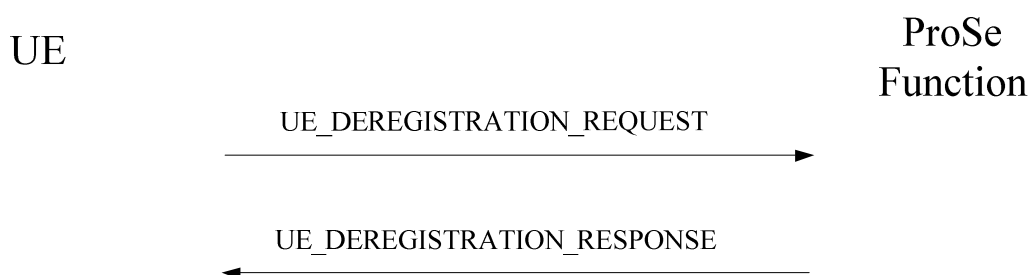 UE
ProSe
Function
UE_DEREGISTRATION_REQUEST
UE_DEREGISTRATION_RESPONSE